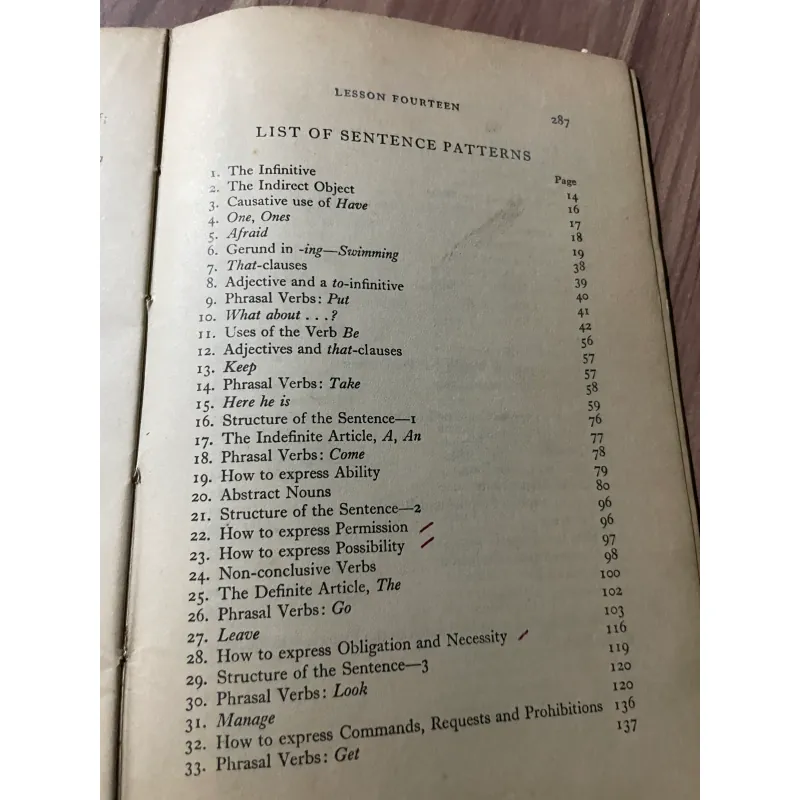 LESSON FOURTEEN 287
LIST OF SENTENCE PATTERNS
Page
1. The Infinitive 14
2. The Indirect Object 16
3. Causative use of Have 17
4. One, Ones 18
5. Afraid 19
6. Gerund in -ing—Swimming 38
7. That-clauses 39
8. Adjective and a to-infinitive 40
9. Phrasal Verbs: Put 41
10. What about . . .? 42
11. Uses of the Verb Be 56
12. Adjectives and that-clauses 57
13. Keep 57
14. Phrasal Verbs: Take 58
15. Here he is 59
16. Structure of the Sentence—1 76
17. The Indefinite Article, A, An 77
18. Phrasal Verbs: Come 78
19. How to express Ability 79
20. Abstract Nouns 80
21. Structure of the Sentence—2 96
22. How to express Permission 96
23. How to express Possibility 97
24. Non-conclusive Verbs 98
25. The Definite Article, The 100
26. Phrasal Verbs: Go 102
27. Leave 103
28. How to express Obligation and Necessity 116
29. Structure of the Sentence—3 119
30. Phrasal Verbs: Look 120
31. Manage 120
32. How to express Commands, Requests and Prohibitions 136
33. Phrasal Verbs: Get 137